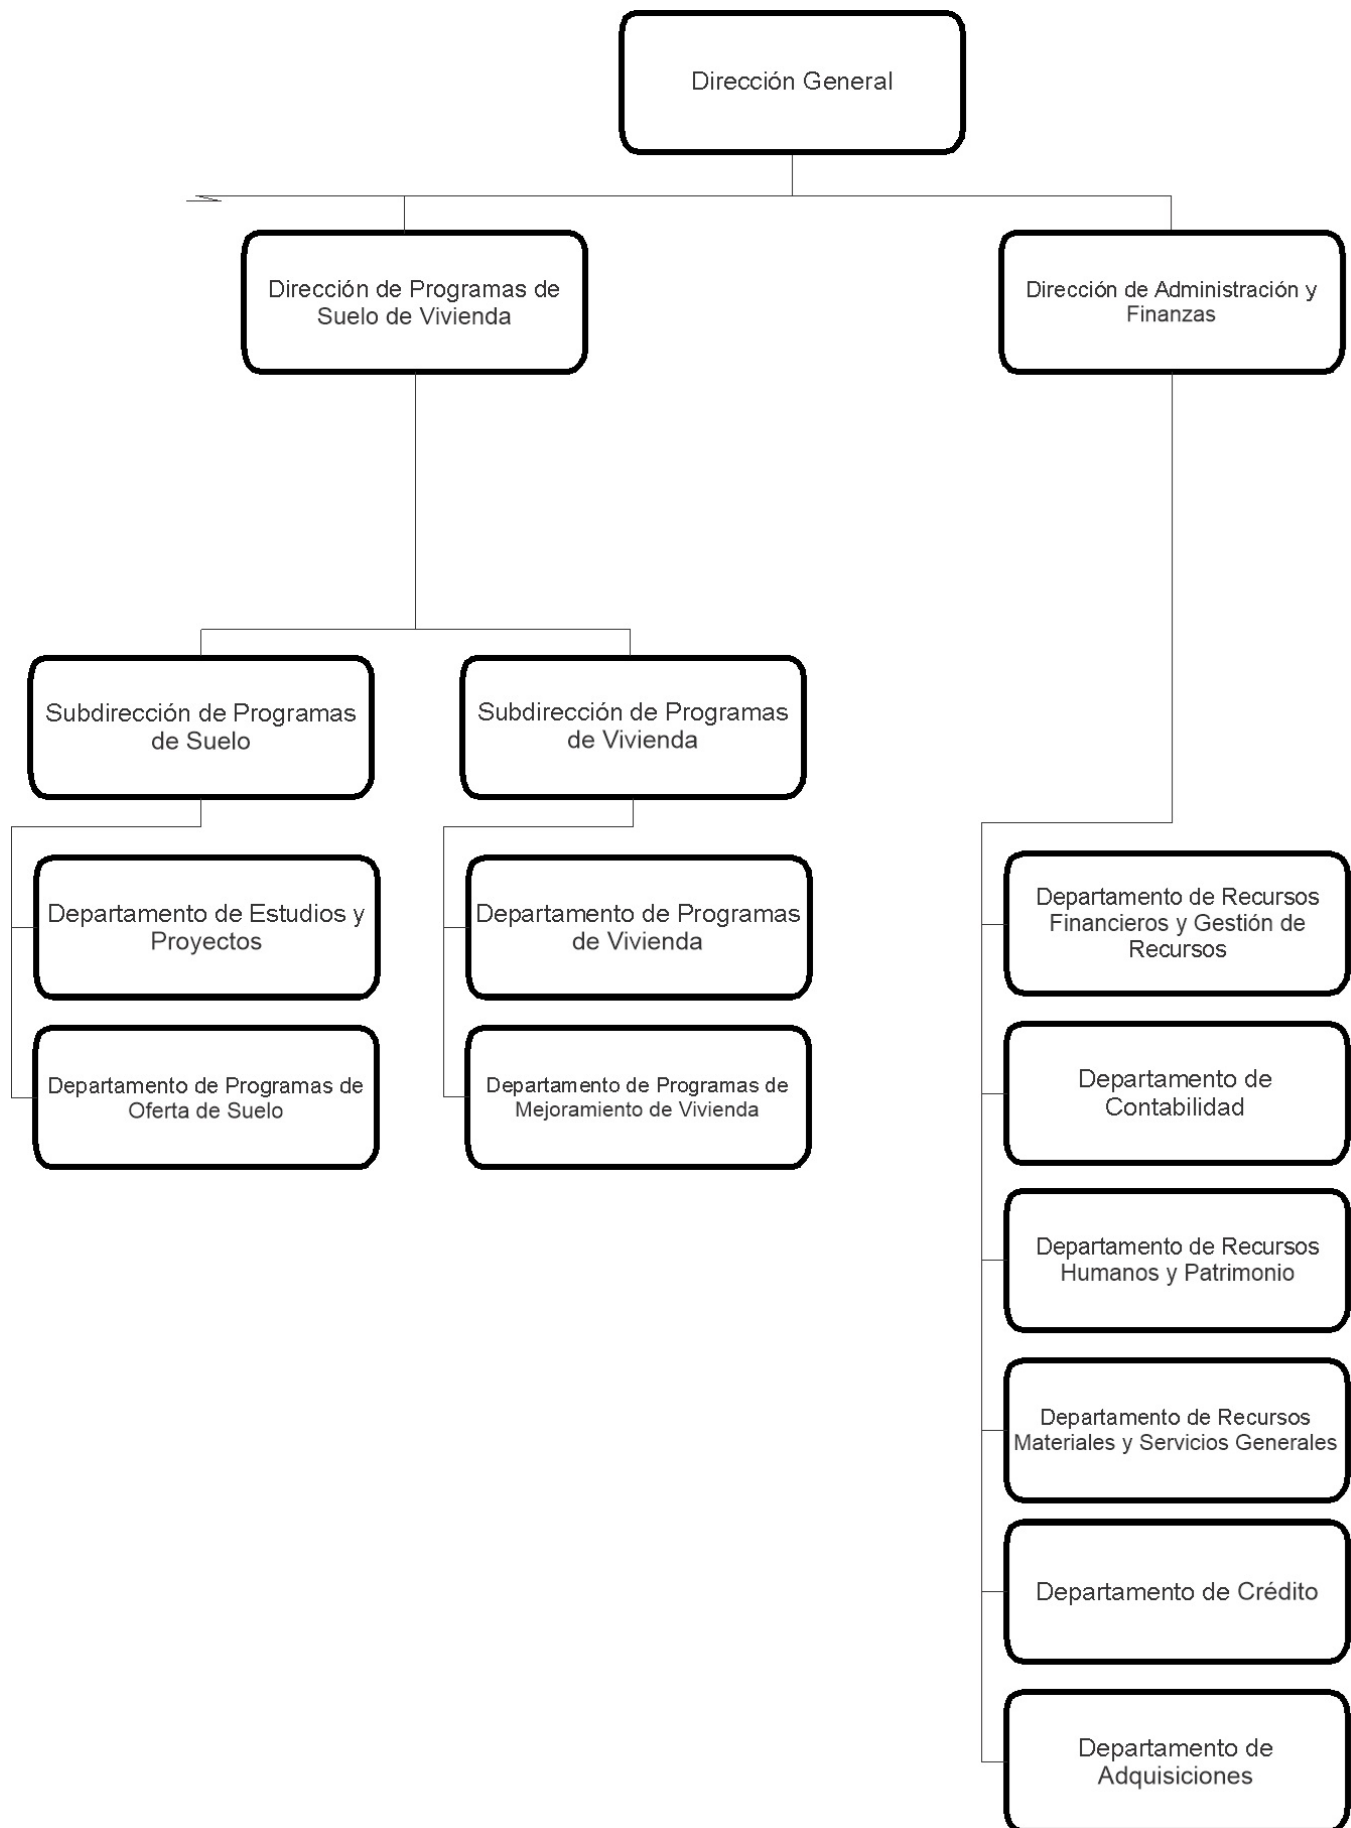 Dirección General
Dirección de Programas de
Suelo de Vivienda
Dirección de Administración y
Finanzas
Subdirección de Programas
de Suelo
Subdirección de Programas
de Vivienda
Departamento de Estudios y
Proyectos
Departamento de Programas
de Vivienda
Departamento de Recursos
Financieros y Gestión de
Recursos
Departamento de Programas de
Oferta de Suelo
Departamento de Programas de
Mejoramiento de Vivienda
Departamento de
Contabilidad
Departamento de Recursos
Humanos y Patrimonio
Departamento de Recursos
Materiales y Servicios Generales
Departamento de Crédito
Departamento de
Adquisiciones